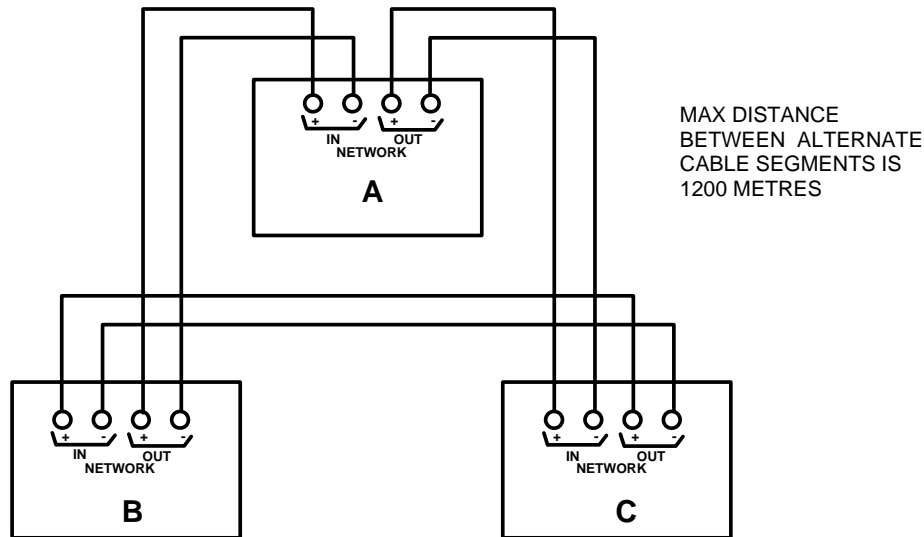 + - + -
IN OUT
NETWORK
A
MAX DISTANCE
BETWEEN ALTERNATE
CABLE SEGMENTS IS
1200 METRES
+ - + -
IN OUT
NETWORK
B
+ - + -
IN OUT
NETWORK
C